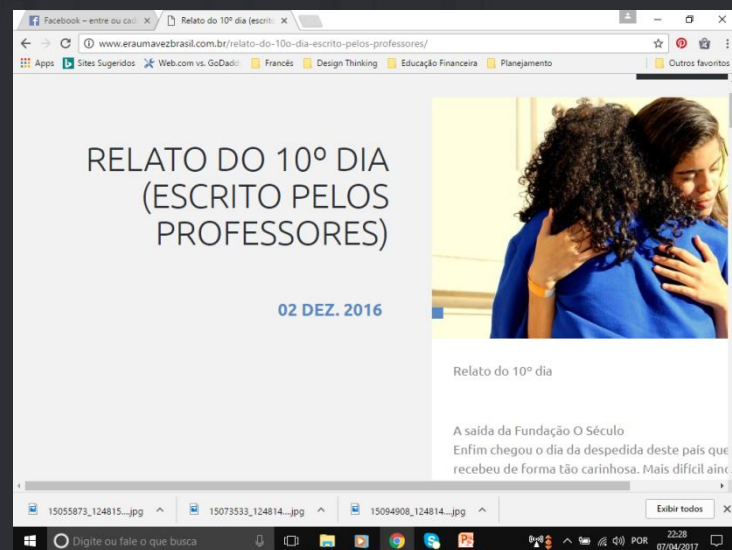 Facebook – entre ou cad
Relato do 10º dia (escrit
www.eraumavezbrasil.com.br/relato-do-10o-dia-escrito-pelos-professores/
Apps
Sites Sugeridos
Web.com vs. GoDadd
Francês
Design Thinking
Educação Financeira
Planejamento
Outros favoritos
RELATO DO 10º DIA
(ESCRITO PELOS
PROFESSORES)
02 DEZ. 2016
Relato do 10º dia
A saída da Fundação O Século
Enfim chegou o dia da despedida deste país que
recebeu de forma tão carinhosa. Mais difícil aind
15055873_124815....jpg
15073533_124814....jpg
15094908_124814....jpg
Exibir todos
Digite ou fale o que busca
POR
22:28
07/04/2017